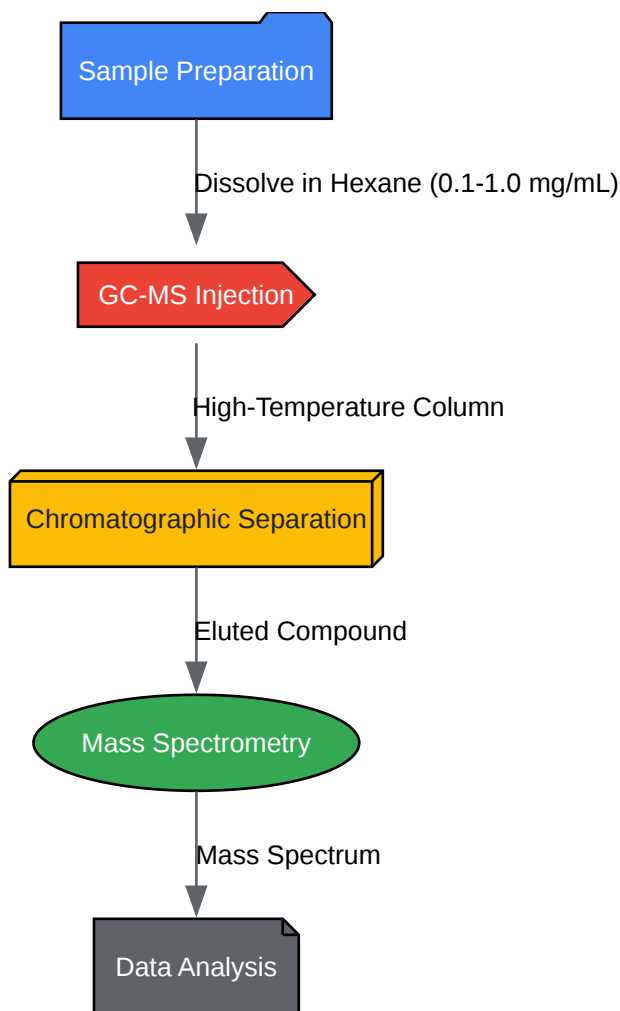 Sample Preparation
Dissolve in Hexane (0.1-1.0 mg/mL)
GC-MS Injection
High-Temperature Column
Chromatographic Separation
Eluted Compound
Mass Spectrometry
Mass Spectrum
Data Analysis